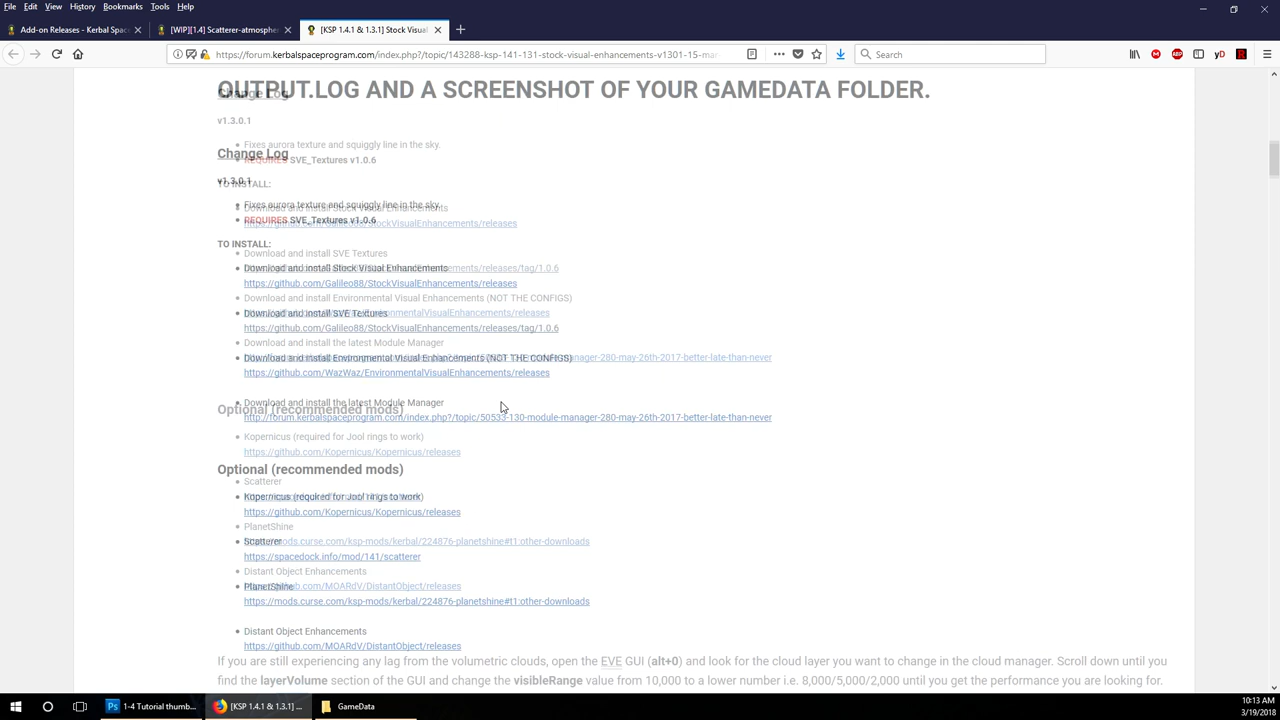 File Edit View History Bookmarks Tools Help
Add-on Releases - Kerbal Spac
[WIP][1.4] Scatterer-atmosphe
[KSP 1.4.1 & 1.3.1] Stock Visual
https://forum.kerbalspaceprogram.com/index.php?/topic/143288-ksp-141-131-stock-visual-enhancements-v1301-15-mar
Search
ABP
yD
R
OUTPUT.LOG AND A SCREENSHOT OF YOUR GAMEDATA FOLDER.
Change Log
v1.3.0.1
Fixes aurora texture and squiggly line in the sky.
REQUIRES SVE_Textures v1.0.6
TO INSTALL:
Download and install Stock Visual Enhancements
https://github.com/Galileo88/StockVisualEnhancements/releases
Download and install SVE Textures
https://github.com/Galileo88/StockVisualEnhancements/releases/tag/1.0.6
Download and install Environmental Visual Enhancements (NOT THE CONFIGS)
https://github.com/WazWaz/EnvironmentalVisualEnhancements/releases
Download and install the latest Module Manager
http://forum.kerbalspaceprogram.com/index.php?/topic/50533-130-module-manager-280-may-26th-2017-better-late-than-never
Optional (recommended mods)
Kopernicus (required for Jool rings to work)
https://github.com/Kopernicus/Kopernicus/releases
Scatterer
https://spacedock.info/mod/141/scatterer
PlanetShine
https://mods.curse.com/ksp-mods/kerbal/224876-planetshine#t1:other-downloads
Distant Object Enhancements
https://github.com/MOARdV/DistantObject/releases
If you are still experiencing any lag from the volumetric clouds, open the EVE GUI (alt+0) and look for the cloud layer you want to change in the cloud manager. Scroll down until you
find the layerVolume section of the GUI and change the visibleRange value from 10,000 to a lower number i.e. 8,000/5,000/2,000 until you get the performance you are looking for.
1-4 Tutorial thumb...
[KSP 1.4.1 & 1.3.1] ...
GameData
10:13 AM
3/19/2018